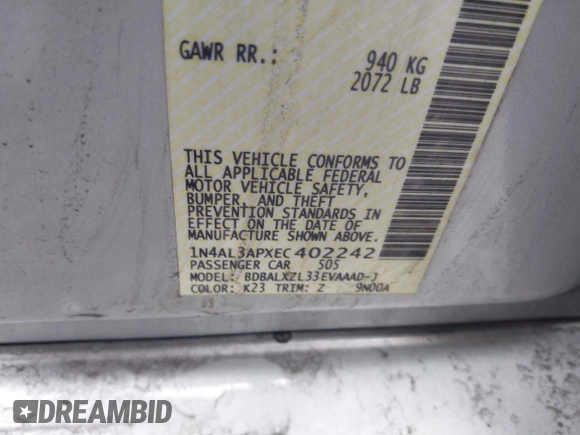 GAWR RR.: 940 KG
2072 LB
THIS VEHICLE CONFORMS TO
ALL APPLICABLE FEDERAL
MOTOR VEHICLE SAFETY,
BUMPER, AND THEFT
PREVENTION STANDARDS IN
EFFECT ON THE DATE OF
MANUFACTURE SHOWN ABOVE.
1N4AL3APXEC402242
PASSENGER CAR 505
MODEL: BDBALXZL33EVAAAD-J
COLOR: K23 TRIM: Z 9N00A
DREAMBID